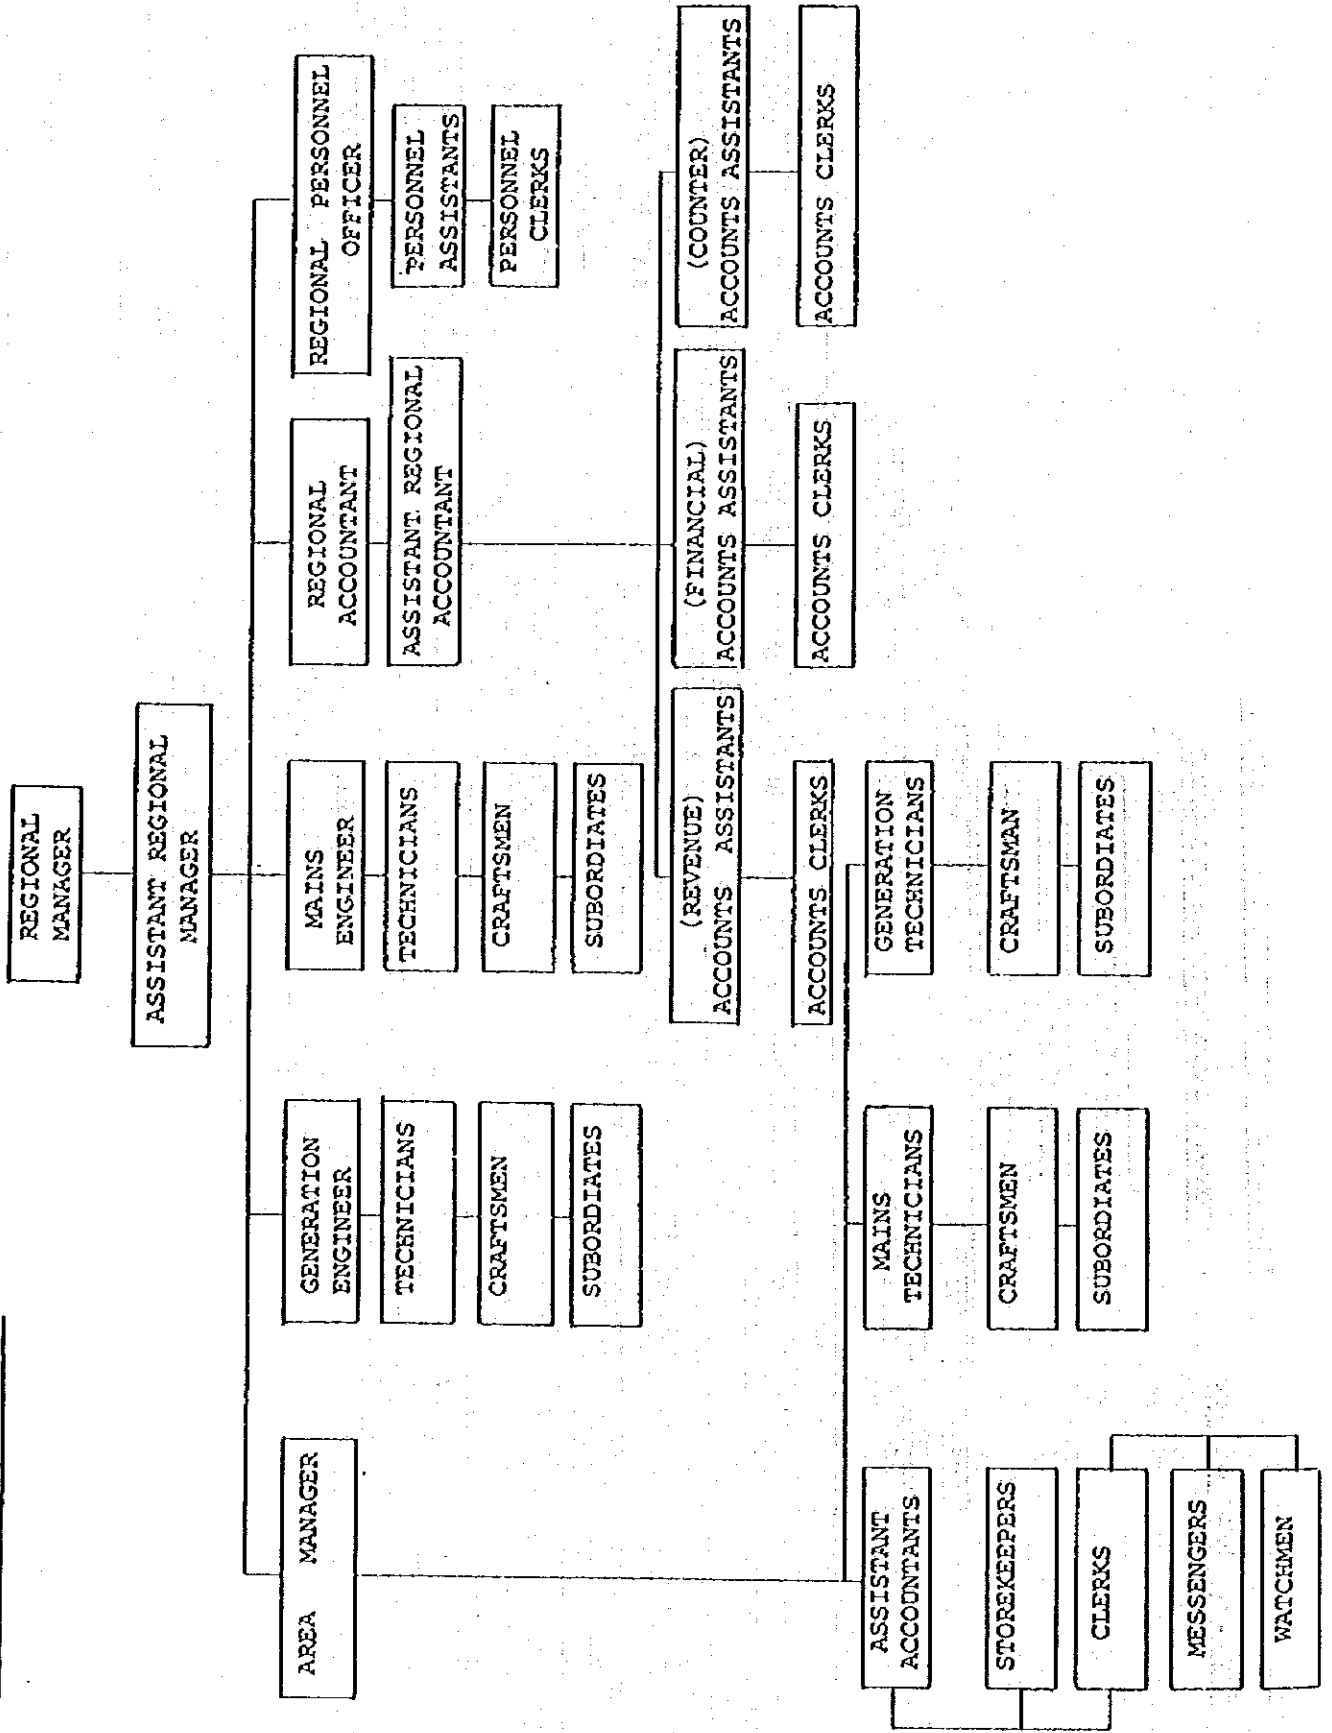 REGIONAL
MANAGER
ASSISTANT REGIONAL
MANAGER
AREA MANAGER
GENERATION
ENGINEER
TECHNICIANS
CRAFTSMEN
SUBORDIATES
MAINS
ENGINEER
TECHNICIANS
CRAFTSMEN
SUBORDIATES
REGIONAL
ACCOUNTANT
ASSISTANT REGIONAL
ACCOUNTANT
REGIONAL PERSONNEL
OFFICER
PERSONNEL
ASSISTANTS
PERSONNEL
CLERKS
(REVENUE)
ACCOUNTS ASSISTANTS
ACCOUNTS CLERKS
(FINANCIAL)
ACCOUNTS ASSISTANTS
ACCOUNTS CLERKS
(COUNTER)
ACCOUNTS ASSISTANTS
ACCOUNTS CLERKS
ASSISTANT
ACCOUNTANTS
STOREKEEPERS
CLERKS
MESSENGERS
WATCHMEN
MAINS
TECHNICIANS
CRAFTSMEN
SUBORDIATES
GENERATION
TECHNICIANS
CRAFTSMAN
SUBORDIATES